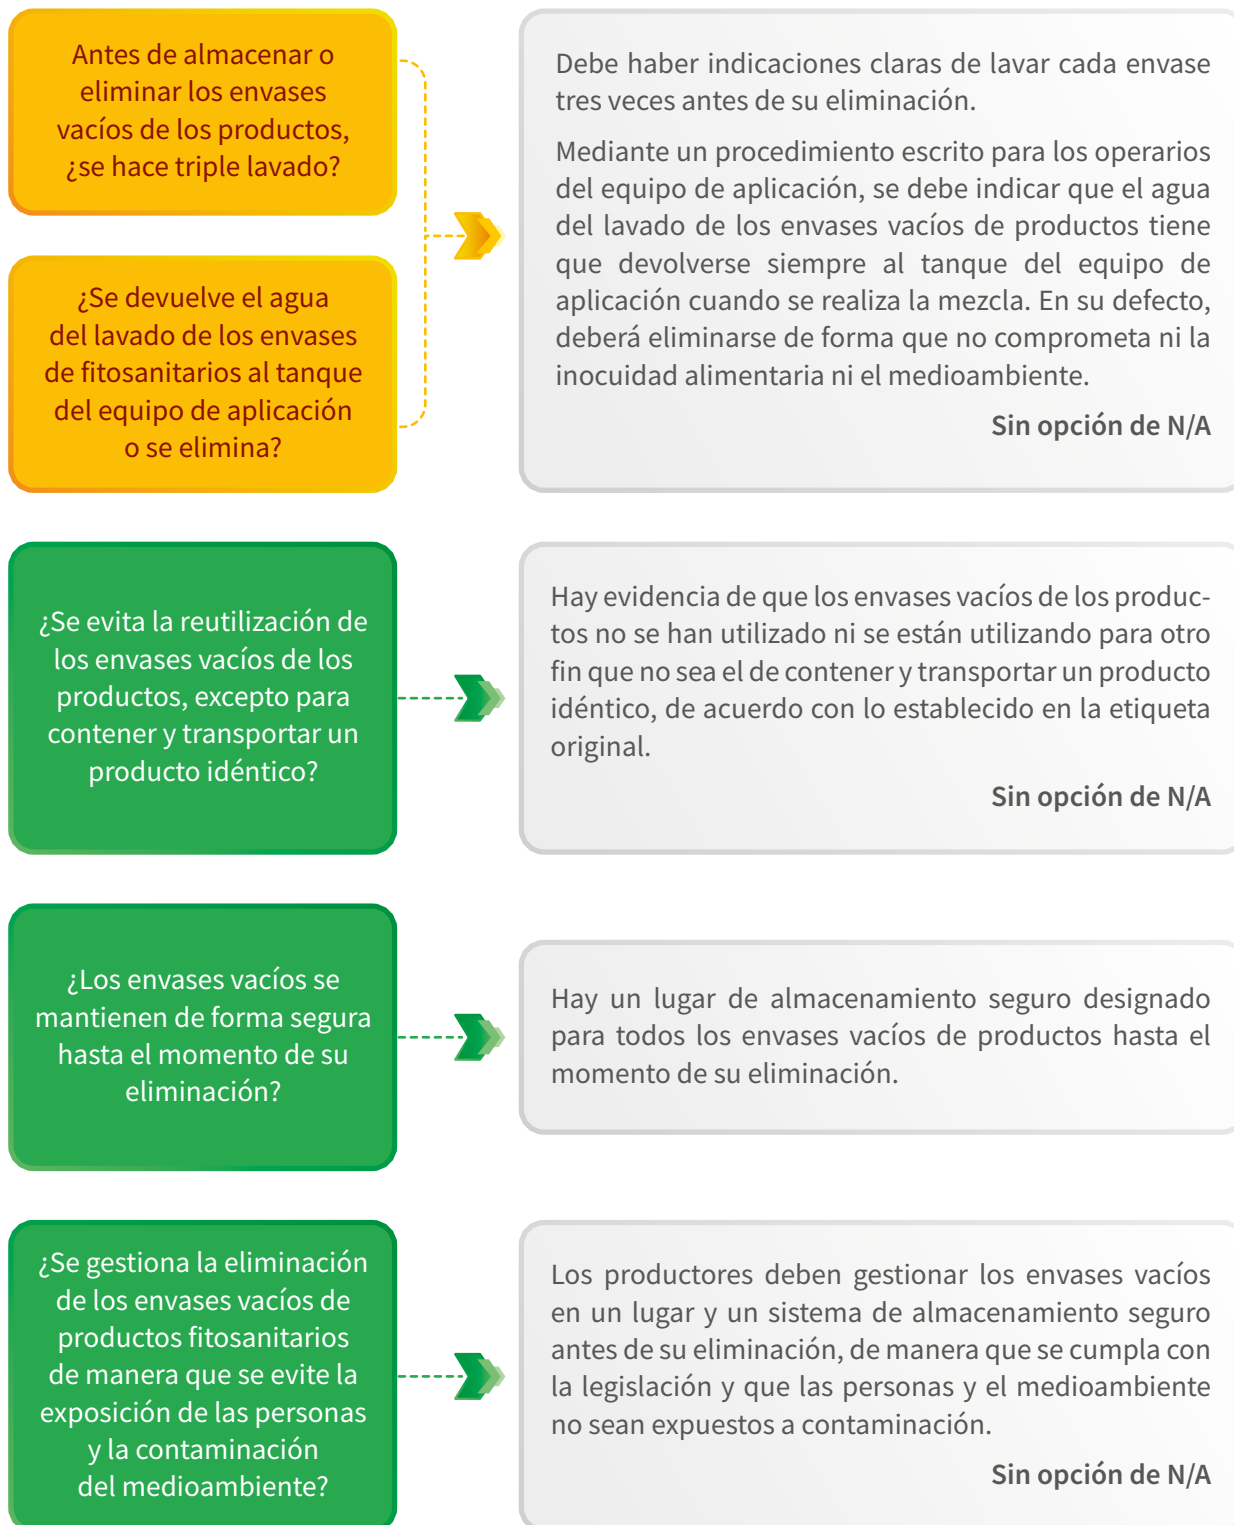 Antes de almacenar o
eliminar los envases
vacíos de los productos,
¿se hace triple lavado?
¿Se devuelve el agua
del lavado de los envases
de fitosanitarios al tanque
del equipo de aplicación
o se elimina?
Debe haber indicaciones claras de lavar cada envase
tres veces antes de su eliminación.
Mediante un procedimiento escrito para los operarios
del equipo de aplicación, se debe indicar que el agua
del lavado de los envases vacíos de productos tiene
que devolverse siempre al tanque del equipo de
aplicación cuando se realiza la mezcla. En su defecto,
deberá eliminarse de forma que no comprometa ni la
inocuidad alimentaria ni el medioambiente.
Sin opción de N/A
¿Se evita la reutilización de
los envases vacíos de los
productos, excepto para
contener y transportar un
producto idéntico?
Hay evidencia de que los envases vacíos de los produc-
tos no se han utilizado ni se están utilizando para otro
fin que no sea el de contener y transportar un producto
idéntico, de acuerdo con lo establecido en la etiqueta
original.
Sin opción de N/A
¿Los envases vacíos se
mantienen de forma segura
hasta el momento de su
eliminación?
Hay un lugar de almacenamiento seguro designado
para todos los envases vacíos de productos hasta el
momento de su eliminación.
¿Se gestiona la eliminación
de los envases vacíos de
productos fitosanitarios
de manera que se evite la
exposición de las personas
y la contaminación
del medioambiente?
Los productores deben gestionar los envases vacíos
en un lugar y un sistema de almacenamiento seguro
antes de su eliminación, de manera que se cumpla con
la legislación y que las personas y el medioambiente
no sean expuestos a contaminación.
Sin opción de N/A